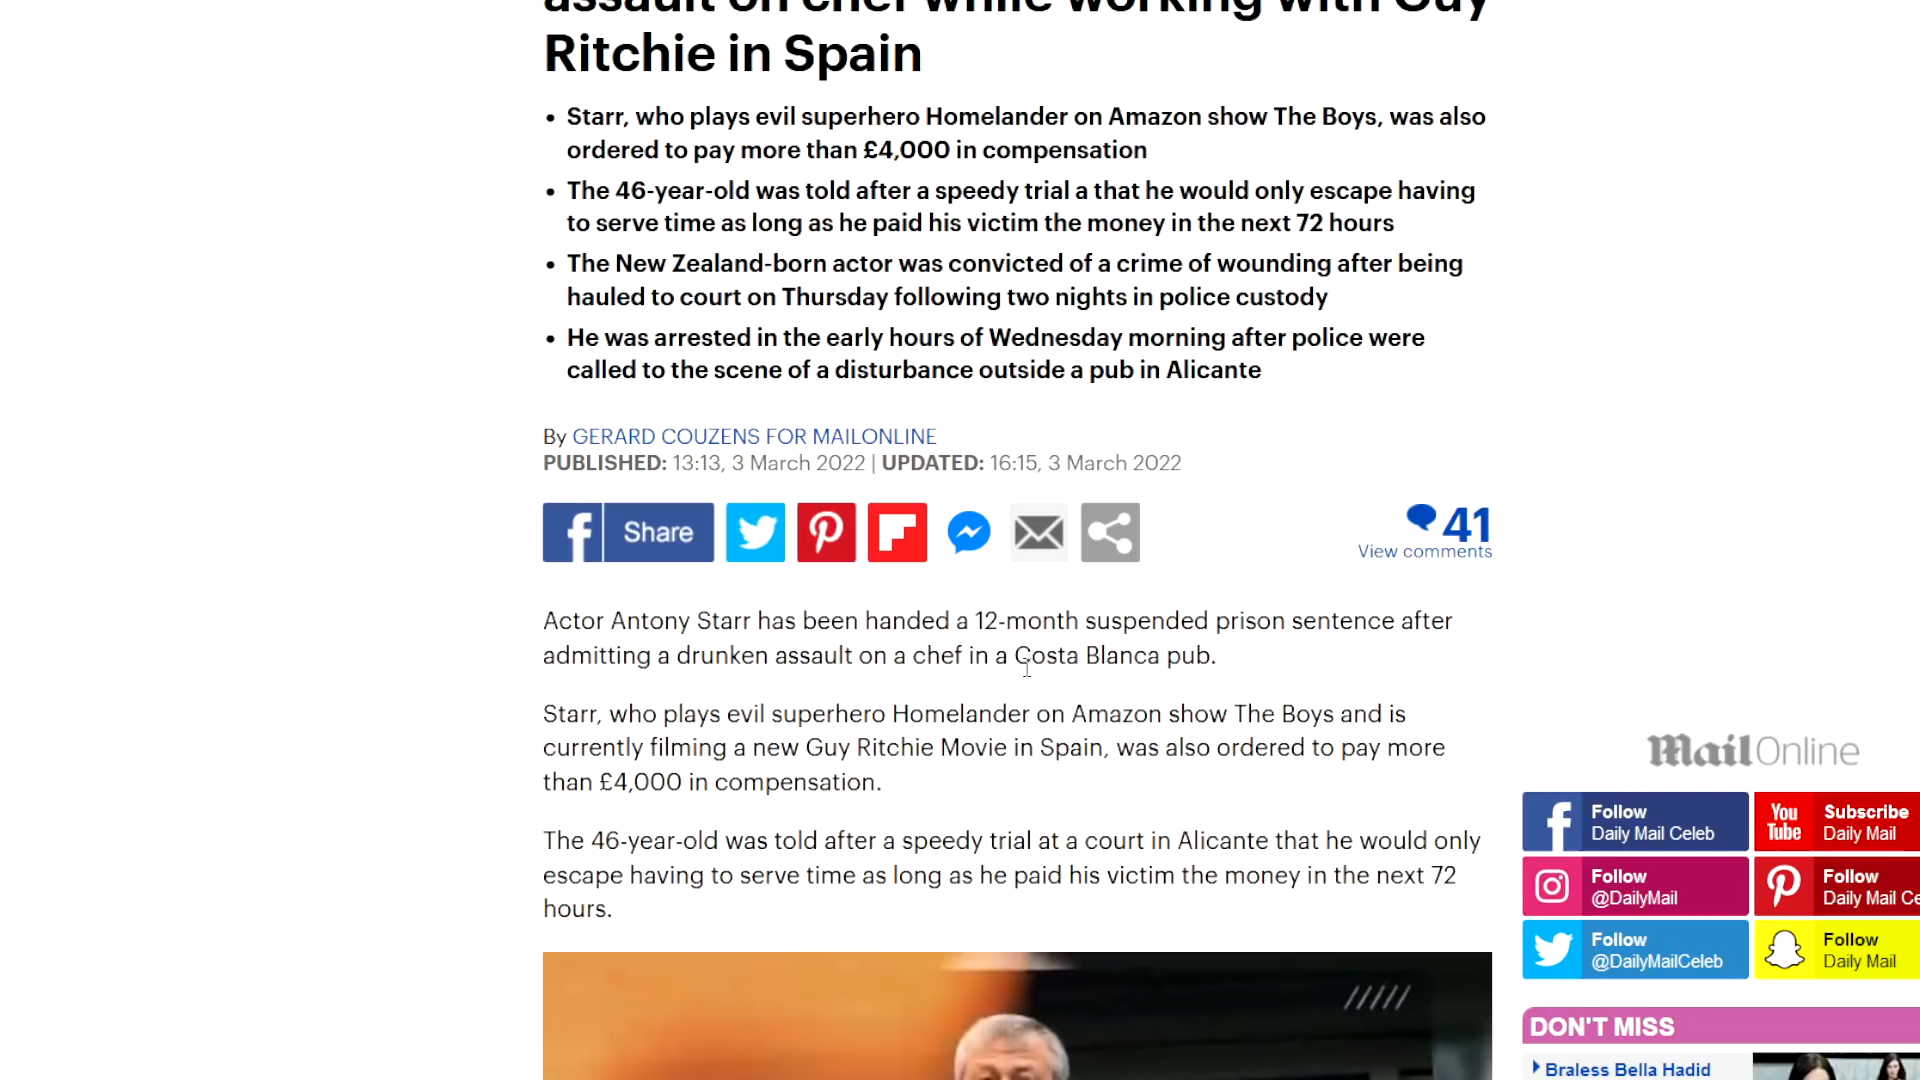 assault on chef while working with Guy
Ritchie in Spain
• Starr, who plays evil superhero Homelander on Amazon show The Boys, was also
ordered to pay more than £4,000 in compensation
• The 46-year-old was told after a speedy trial a that he would only escape having
to serve time as long as he paid his victim the money in the next 72 hours
• The New Zealand-born actor was convicted of a crime of wounding after being
hauled to court on Thursday following two nights in police custody
• He was arrested in the early hours of Wednesday morning after police were
called to the scene of a disturbance outside a pub in Alicante
By GERARD COUZENS FOR MAILONLINE
PUBLISHED: 13:13, 3 March 2022 | UPDATED: 16:15, 3 March 2022
Share
41
View comments
Actor Antony Starr has been handed a 12-month suspended prison sentence after
admitting a drunken assault on a chef in a Costa Blanca pub.
Starr, who plays evil superhero Homelander on Amazon show The Boys and is
currently filming a new Guy Ritchie Movie in Spain, was also ordered to pay more
than £4,000 in compensation.
The 46-year-old was told after a speedy trial at a court in Alicante that he would only
escape having to serve time as long as he paid his victim the money in the next 72
hours.
MailOnline
Follow
Daily Mail Celeb
You
Tube
Subscribe
Daily Mail
Follow
@DailyMail
Follow
Daily Mail Ce
Follow
@DailyMailCeleb
Follow
Daily Mail
DON'T MISS
Braless Bella Hadid